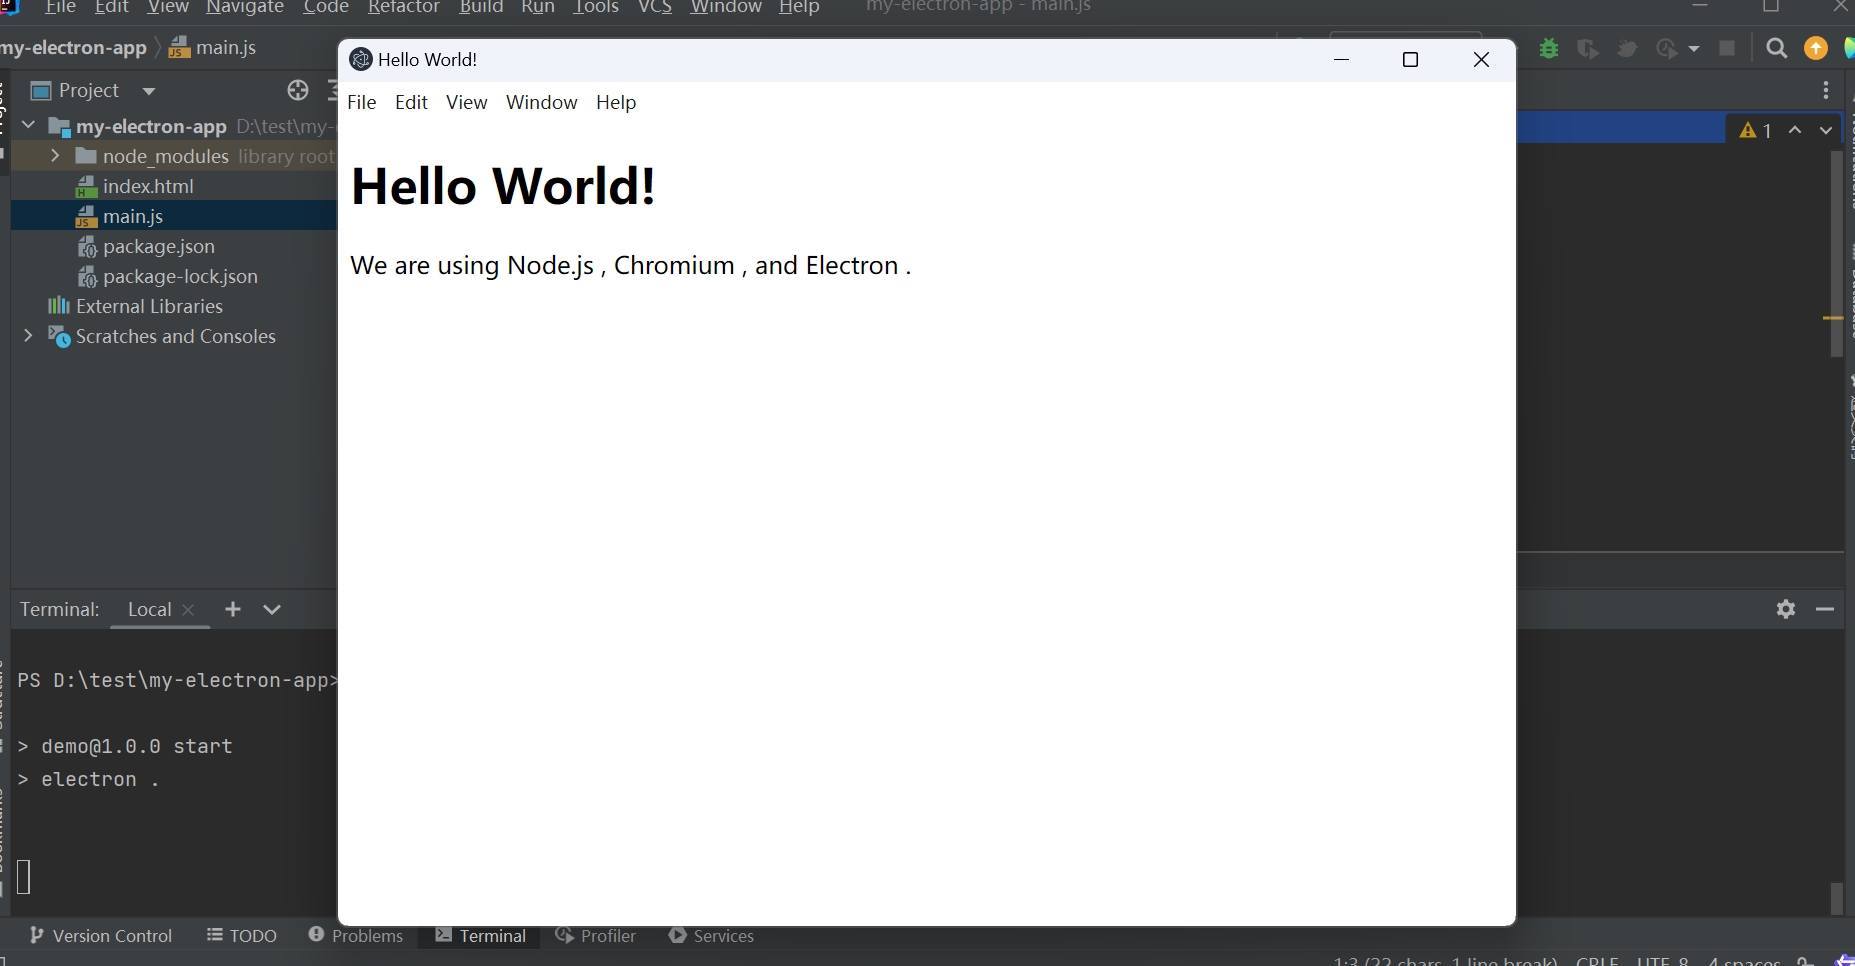 File Edit View Navigate Code Refactor Build Run Tools VCS Window Help my-electron-app - main.js
my-electron-app main.js
Hello World!
Project
File Edit View Window Help
my-electron-app D:\test\my-
1
node_modules library root
index.html
main.js
package.json
package-lock.json
External Libraries
Scratches and Consoles
Hello World!
We are using Node.js , Chromium , and Electron .
Terminal: Local
PS D:\test\my-electron-app>
> demo@1.0.0 start
> electron .
Version Control TODO Problems Terminal Profiler Services
1:3 (22 chars, 1 line break) CRLF UTF-8 4 spaces